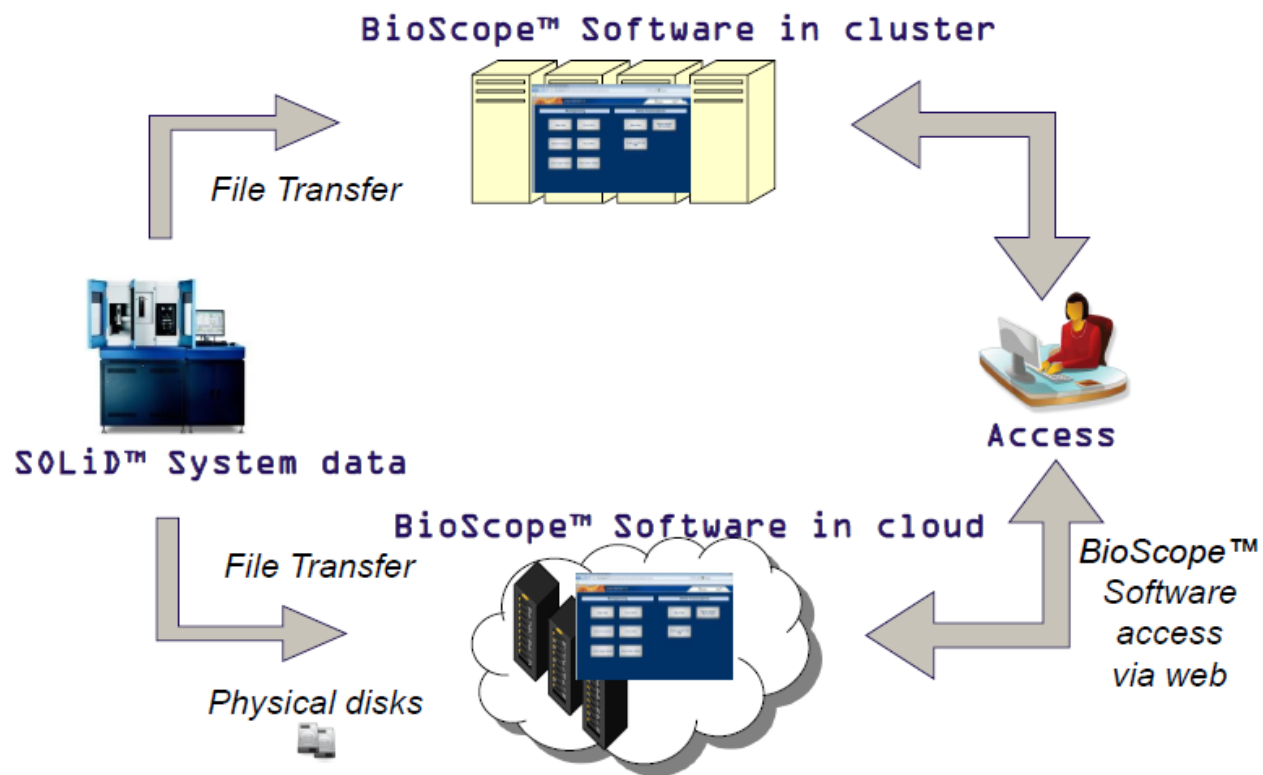 BioScope™ Software in cluster
File Transfer
SOLiD™ System data
Access
BioScope™ Software in cloud
File Transfer
Physical disks
BioScope™
Software
access
via web